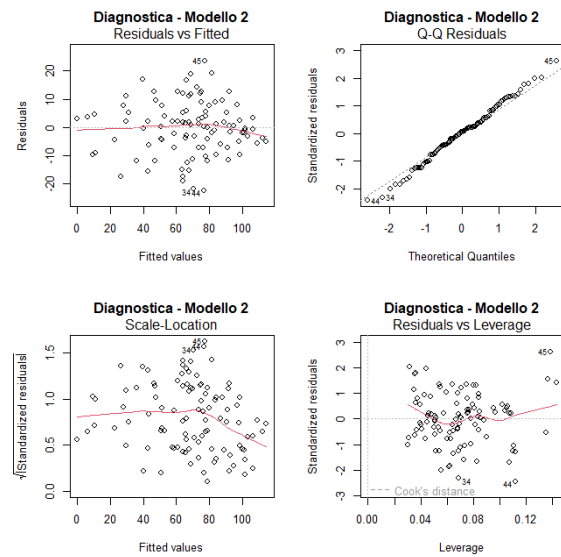 Diagnostica - Modello 2
Residuals vs Fitted
45
20
10
0
Residuals
-20
34
44
0 20 40 60 80 100
Fitted values
Diagnostica - Modello 2
Q-Q Residuals
3
45
2
1
0
Standardized residuals
-1
-2
44
34
-2 -1 0 1 2
Theoretical Quantiles
Diagnostica - Modello 2
Scale-Location
45
44
34
1.5
1.0
√|Standardized residuals|
0.5
0.0
0 20 40 60 80 100
Fitted values
Diagnostica - Modello 2
Residuals vs Leverage
3
45
2
1
0
Standardized residuals
-1
-2
34
44
-3
Cook's distance
0.00 0.04 0.08 0.12
Leverage